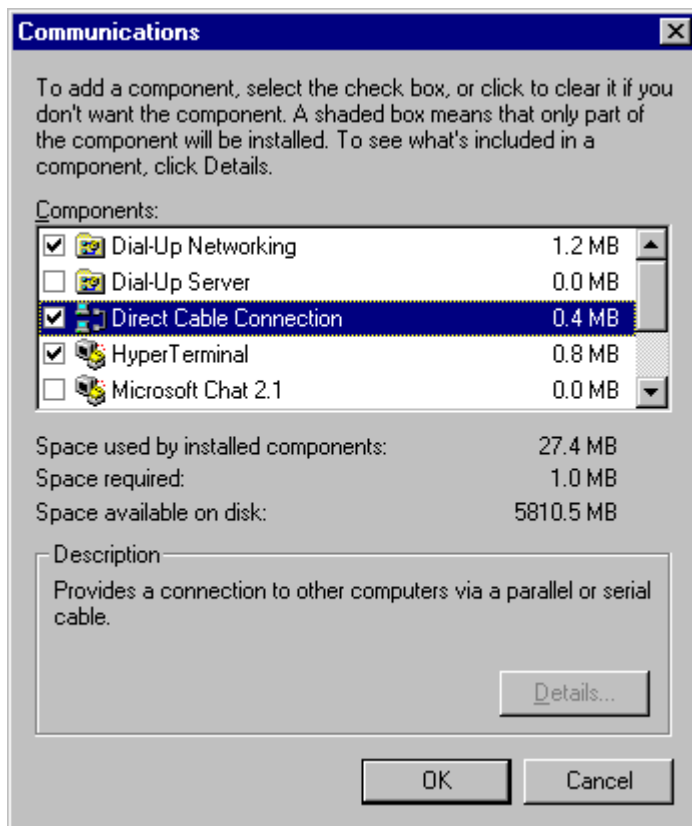 Communications
To add a component, select the check box, or click to clear it if you
don't want the component. A shaded box means that only part of
the component will be installed. To see what's included in a
component, click Details.
Components:
Dial-Up Networking 1.2 MB
Dial-Up Server 0.0 MB
Direct Cable Connection 0.4 MB
HyperTerminal 0.8 MB
Microsoft Chat 2.1 0.0 MB
Space used by installed components: 27.4 MB
Space required: 1.0 MB
Space available on disk: 5810.5 MB
Description
Provides a connection to other computers via a parallel or serial
cable.
Details...
OK Cancel